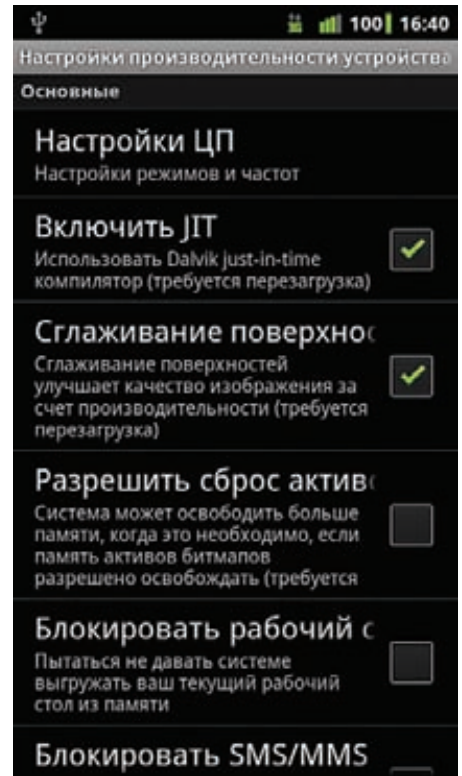 100 16:40
Настройки производительности устройства
Основные
Настройки ЦП
Настройки режимов и частот
Включить JIT
Использовать Dalvik just-in-time
компилятор (требуется перезагрузка)
Сглаживание поверхнос
Сглаживание поверхностей
улучшает качество изображения за
счет производительности (требуется
перезагрузка)
Разрешить сброс актив
Система может освободить больше
памяти, когда это необходимо, если
память активов битмапов
разрешено освобождать (требуется
Блокировать рабочий с
Пытаться не давать системе
выгружать ваш текущий рабочий
стол из памяти
Блокировать SMS/MMS